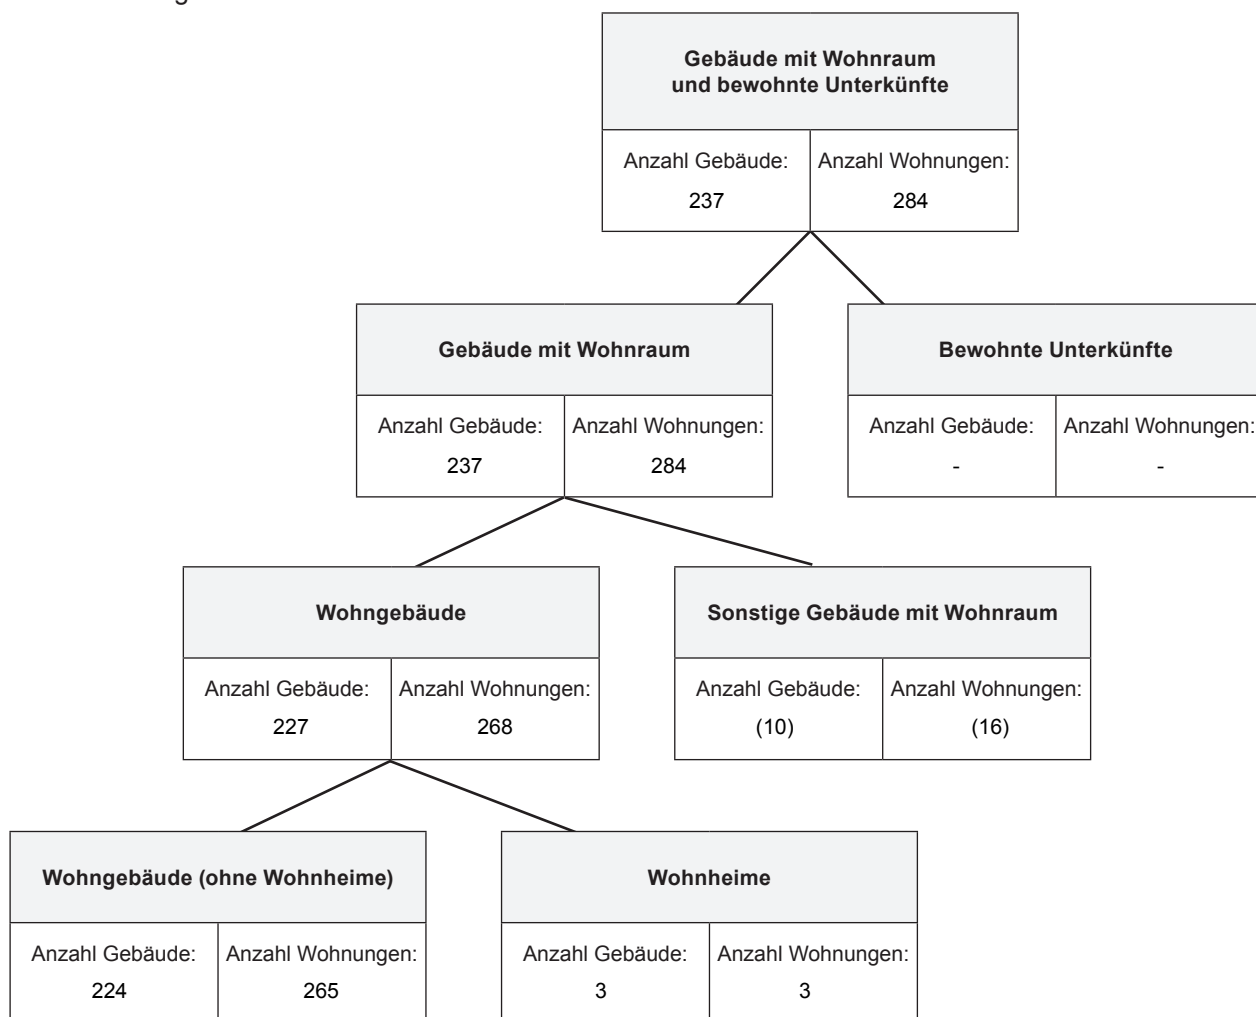 Gebäude mit Wohnraum
und bewohnte Unterkünfte
Anzahl Gebäude: Anzahl Wohnungen:
237 284
Gebäude mit Wohnraum Bewohnte Unterkünfte
Anzahl Gebäude: Anzahl Wohnungen: Anzahl Gebäude: Anzahl Wohnungen:
237 284 - -
Wohngebäude Sonstige Gebäude mit Wohnraum
Anzahl Gebäude: Anzahl Wohnungen: Anzahl Gebäude: Anzahl Wohnungen:
227 268 (10) (16)
Wohngebäude (ohne Wohnheime) Wohnheime
Anzahl Gebäude: Anzahl Wohnungen: Anzahl Gebäude: Anzahl Wohnungen:
224 265 3 3